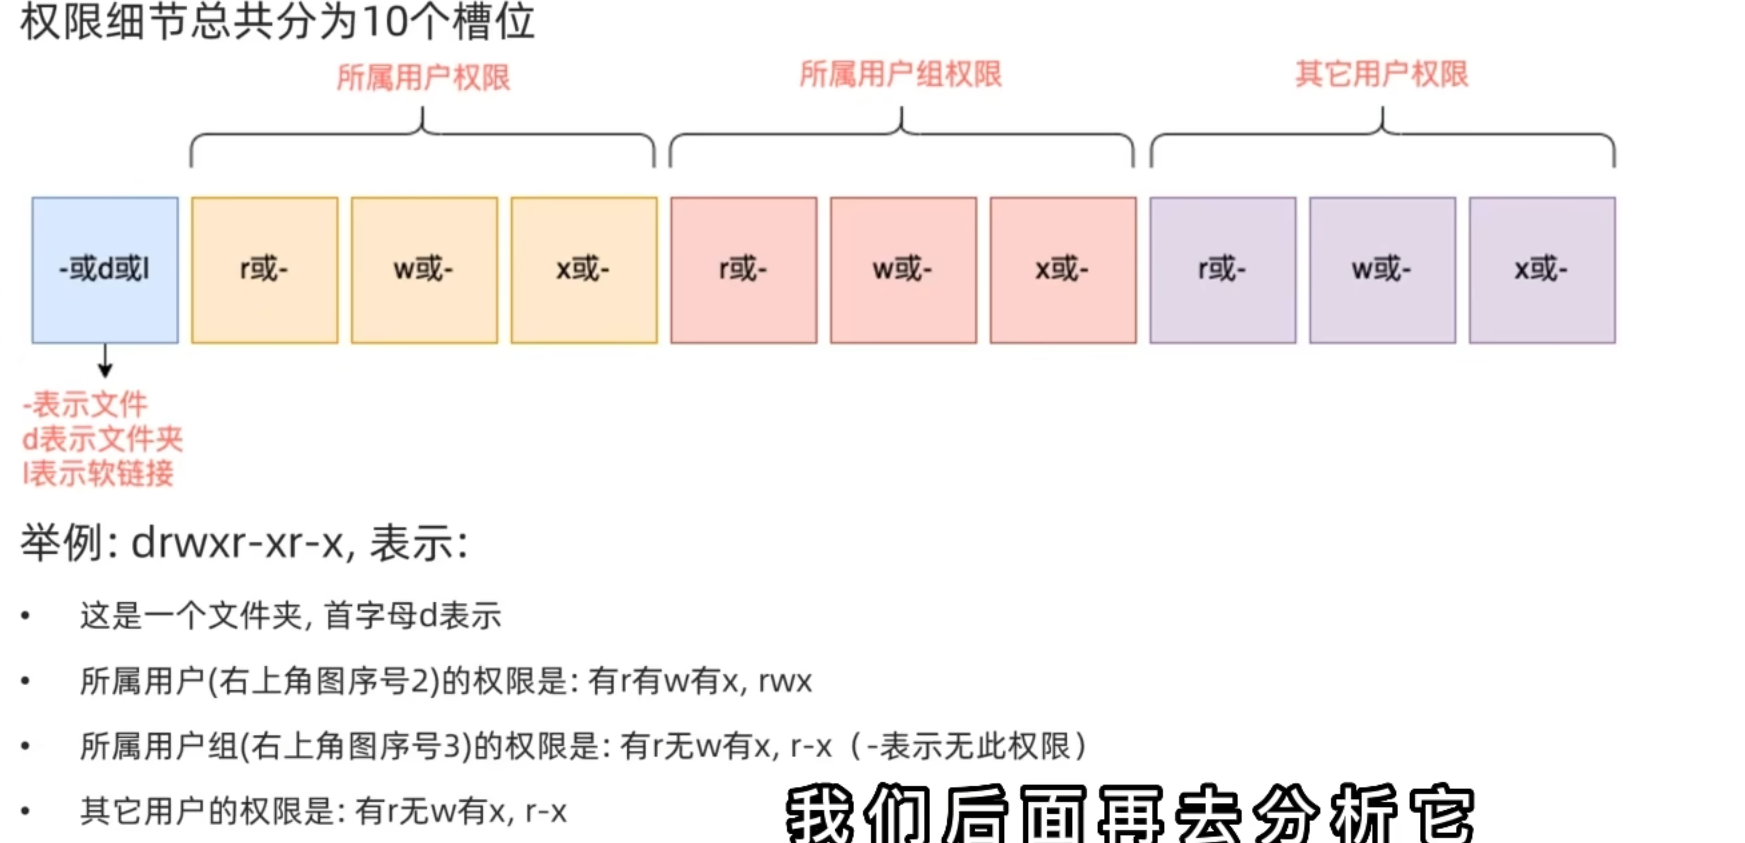 权限细节总共分为10个槽位
所属用户权限
所属用户组权限
其它用户权限
-或d或l
r或-
w或-
x或-
r或-
w或-
x或-
r或-
w或-
x或-
-表示文件
d表示文件夹
l表示软链接
举例: drwxr-xr-x, 表示:
• 这是一个文件夹, 首字母d表示
• 所属用户(右上角图序号2)的权限是: 有r有w有x, rwx
• 所属用户组(右上角图序号3)的权限是: 有r无w有x, r-x（-表示无此权限）
• 其它用户的权限是: 有r无w有x, r-x
我们后面再去分析它